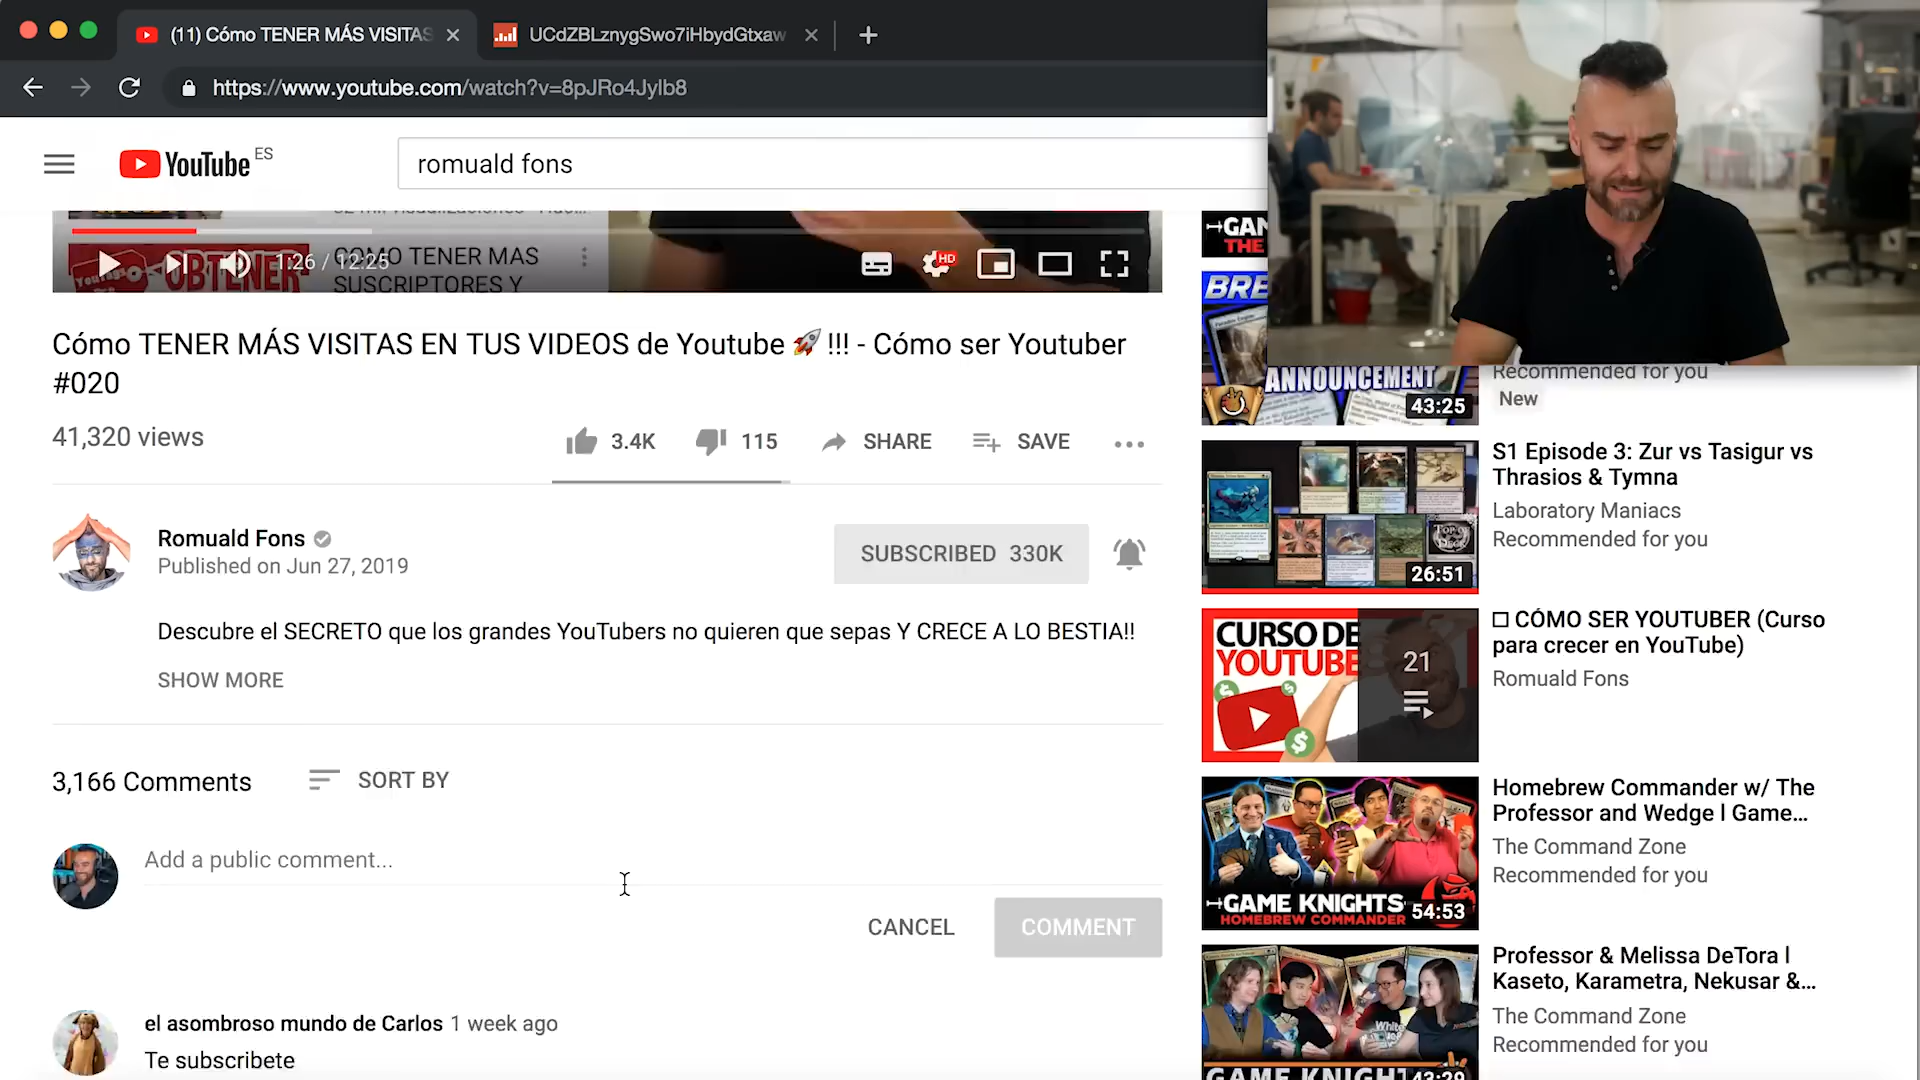 (11) Cómo TENER MÁS VISITAS
UCdZBLznygSwo7iHbydGtxaw
https://www.youtube.com/watch?v=8pJRo4Jylb8
YouTube ES
romuald fons
OBTENER
1:26 / 12:25
COMO TENER MAS
SUSCRIPTORES Y
HD
Cómo TENER MÁS VISITAS EN TUS VIDEOS de Youtube 🚀 !!! - Cómo ser Youtuber
#020
41,320 views
3.4K
115
SHARE
SAVE
Romuald Fons
Published on Jun 27, 2019
SUBSCRIBED 330K
Descubre el SECRETO que los grandes YouTubers no quieren que sepas Y CRECE A LO BESTIA!!
SHOW MORE
3,166 Comments
SORT BY
Add a public comment...
CANCEL
COMMENT
el asombroso mundo de Carlos 1 week ago
Te subscribete
THE
BRE
ANNOUNCEMENT
43:25
Recommended for you
New
26:51
S1 Episode 3: Zur vs Tasigur vs
Thrasios & Tymna
Laboratory Maniacs
Recommended for you
CURSO DE
YOUTUBE
21
CÓMO SER YOUTUBER (Curso
para crecer en YouTube)
Romuald Fons
GAME KNIGHTS
HOMEBREW COMMANDER
54:53
Homebrew Commander w/ The
Professor and Wedge l Game...
The Command Zone
Recommended for you
GAME KNIGHT
43:29
Professor & Melissa DeTora l
Kaseto, Karametra, Nekusar &...
The Command Zone
Recommended for you